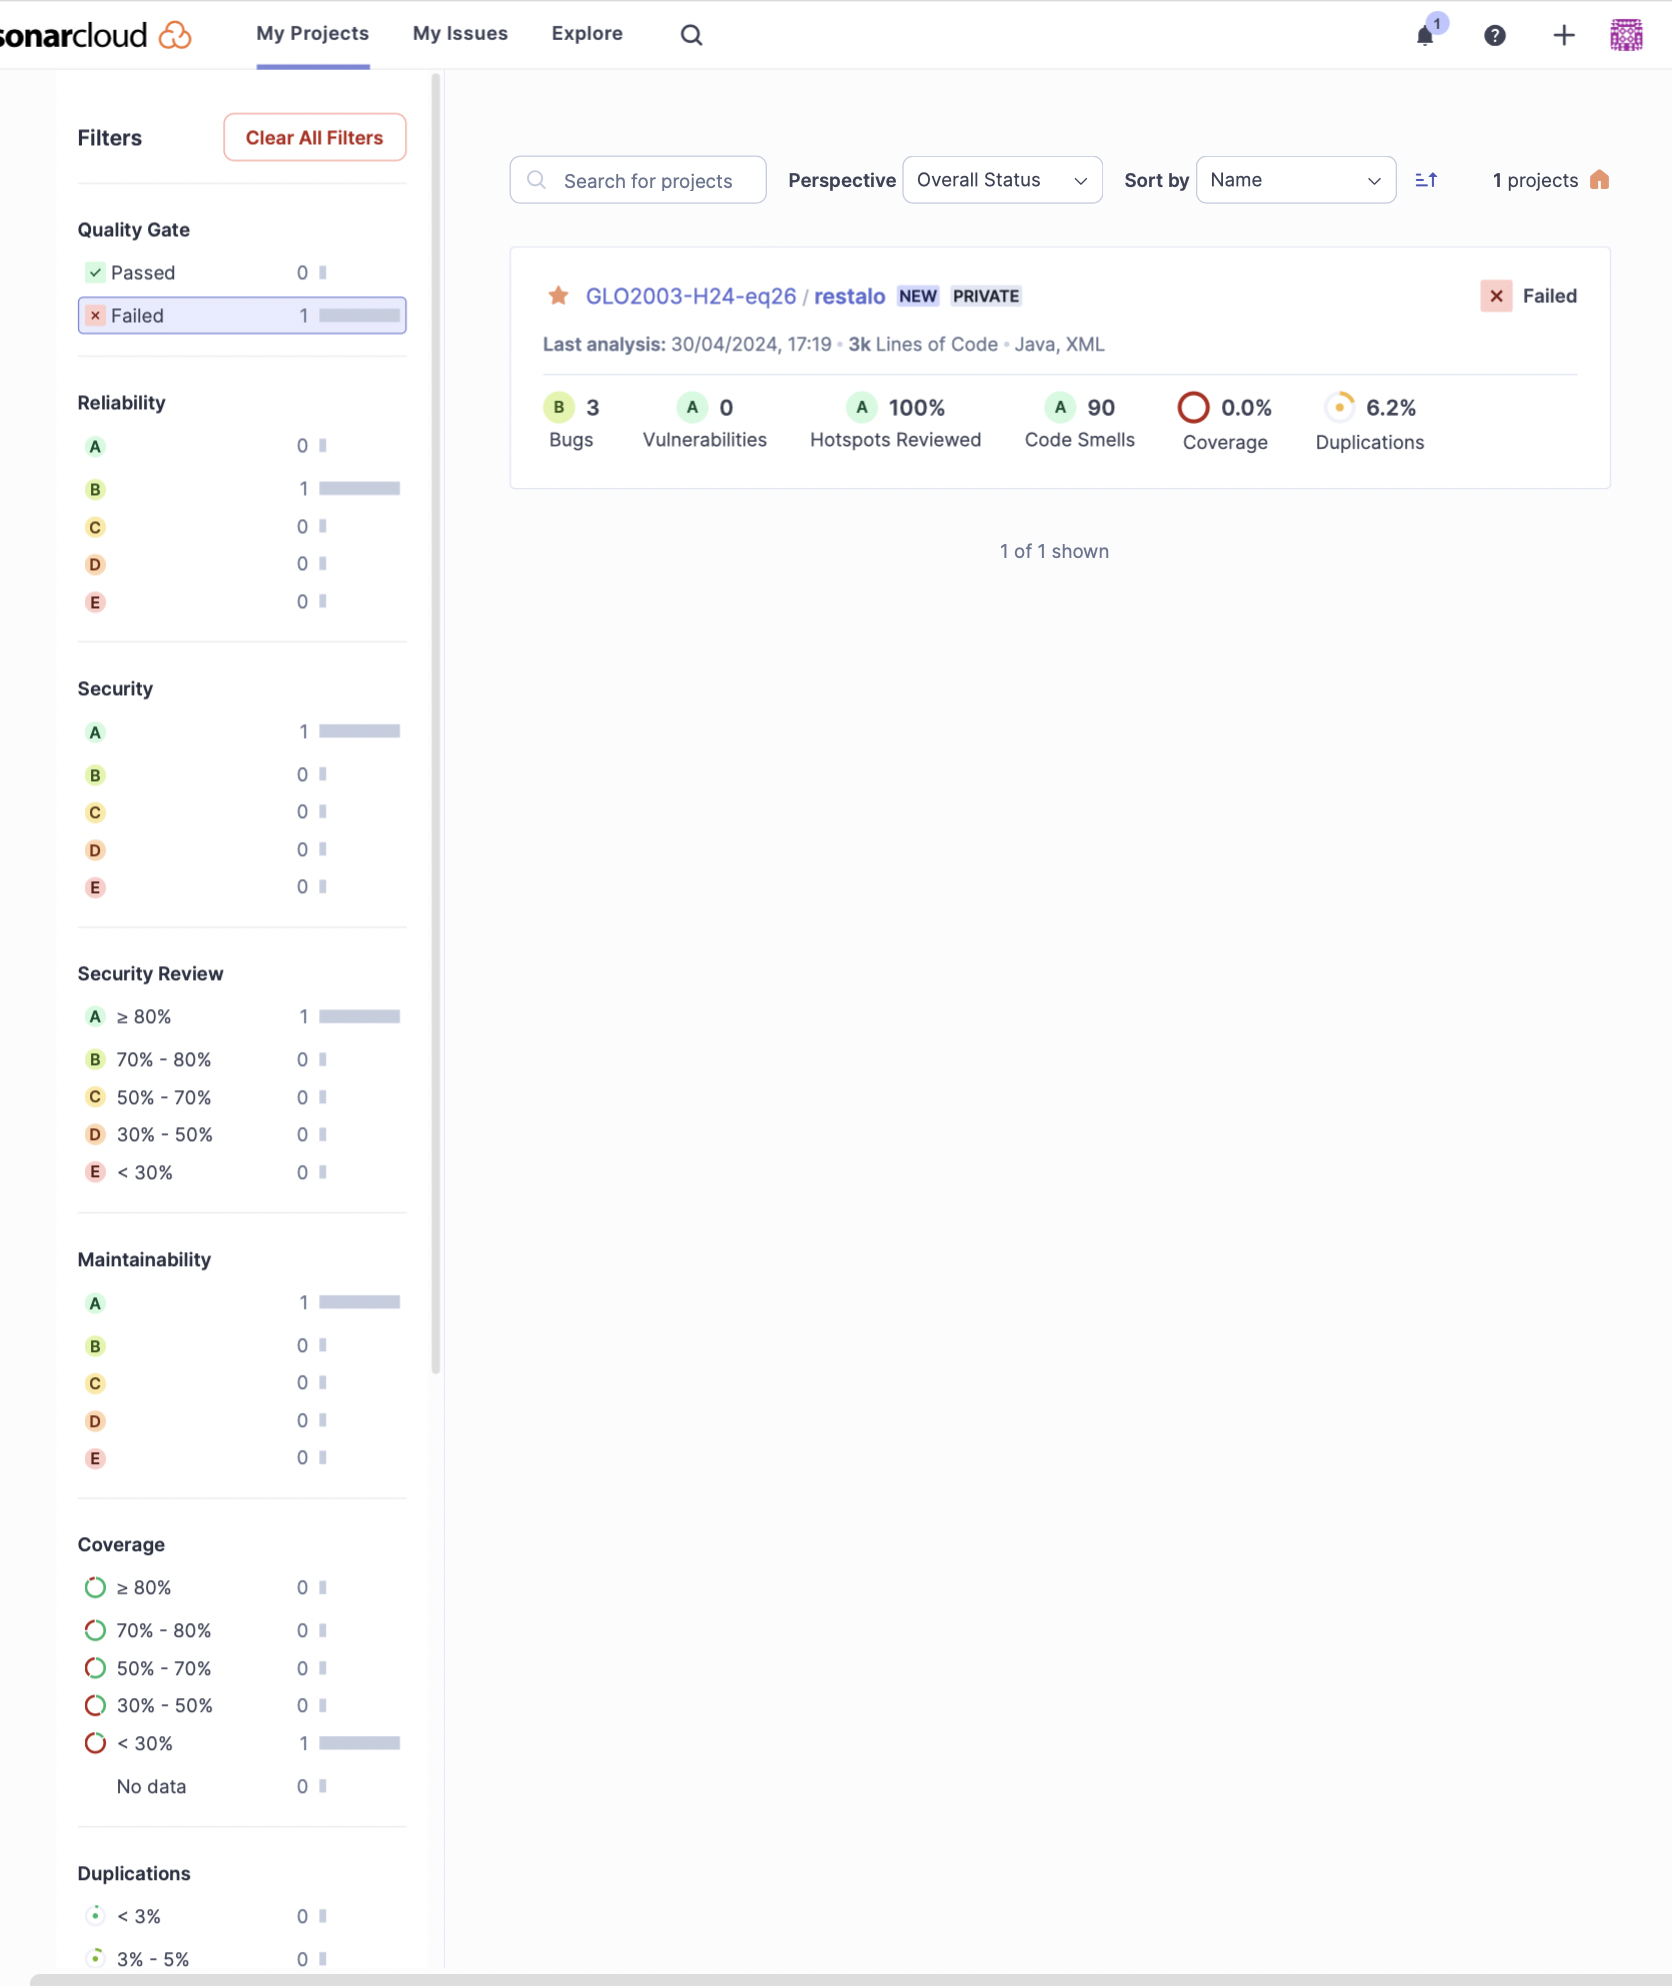 sonarcloud My Projects My Issues Explore 1
Filters Clear All Filters
Quality Gate
Passed 0
Failed 1
Reliability
A 0
B 1
C 0
D 0
E 0
Security
A 1
B 0
C 0
D 0
E 0
Security Review
A ≥ 80% 1
B 70% - 80% 0
C 50% - 70% 0
D 30% - 50% 0
E < 30% 0
Maintainability
A 1
B 0
C 0
D 0
E 0
Coverage
≥ 80% 0
70% - 80% 0
50% - 70% 0
30% - 50% 0
< 30% 1
No data 0
Duplications
< 3% 0
3% - 5% 0
Search for projects Perspective Overall Status Sort by Name 1 projects
GLO2003-H24-eq26 / restalo NEW PRIVATE Failed
Last analysis: 30/04/2024, 17:19 • 3k Lines of Code • Java, XML
B 3 A 0 A 100% A 90 0.0% 6.2%
Bugs Vulnerabilities Hotspots Reviewed Code Smells Coverage Duplications
1 of 1 shown